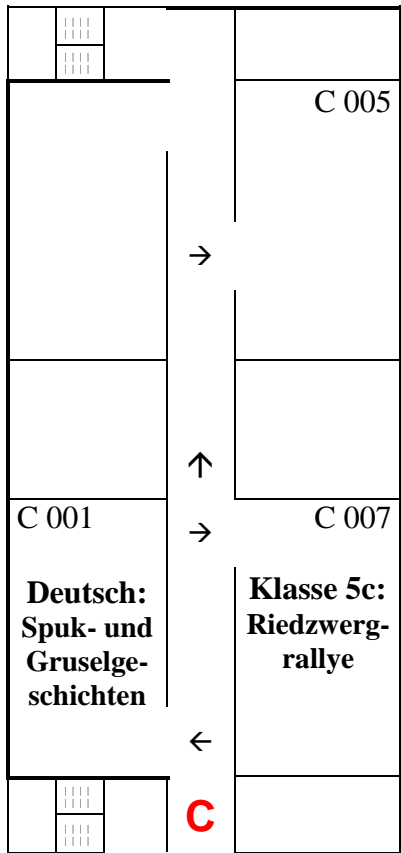 C 005
→
↑
C 001
→
C 007
Deutsch:
Spuk- und
Gruselge-
schichten
Klasse 5c:
Riedzwerg-
rallye
←
C